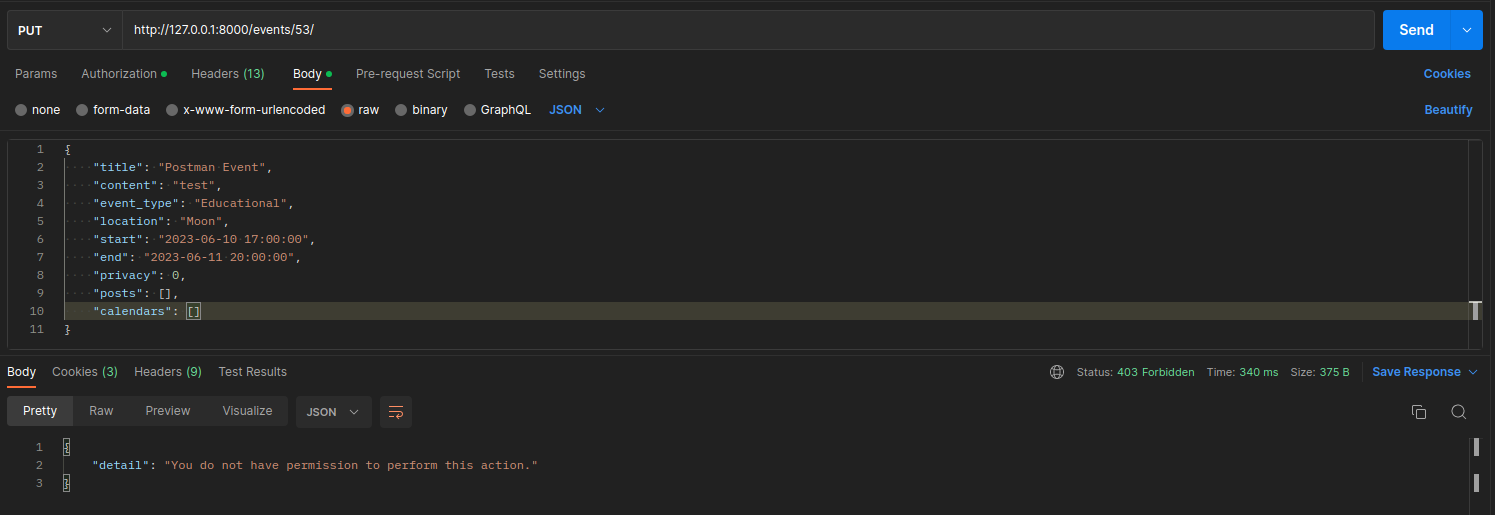 PUT http://127.0.0.1:8000/events/53/ Send
Params Authorization Headers (13) Body Pre-request Script Tests Settings Cookies
none form-data x-www-form-urlencoded raw binary GraphQL JSON Beautify
1 {
2 "title": "Postman Event",
3 "content": "test",
4 "event_type": "Educational",
5 "location": "Moon",
6 "start": "2023-06-10 17:00:00",
7 "end": "2023-06-11 20:00:00",
8 "privacy": 0,
9 "posts": [],
10 "calendars": []
11 }
Body Cookies (3) Headers (9) Test Results Status: 403 Forbidden Time: 340 ms Size: 375 B Save Response
Pretty Raw Preview Visualize JSON
1 {
2 "detail": "You do not have permission to perform this action."
3 }